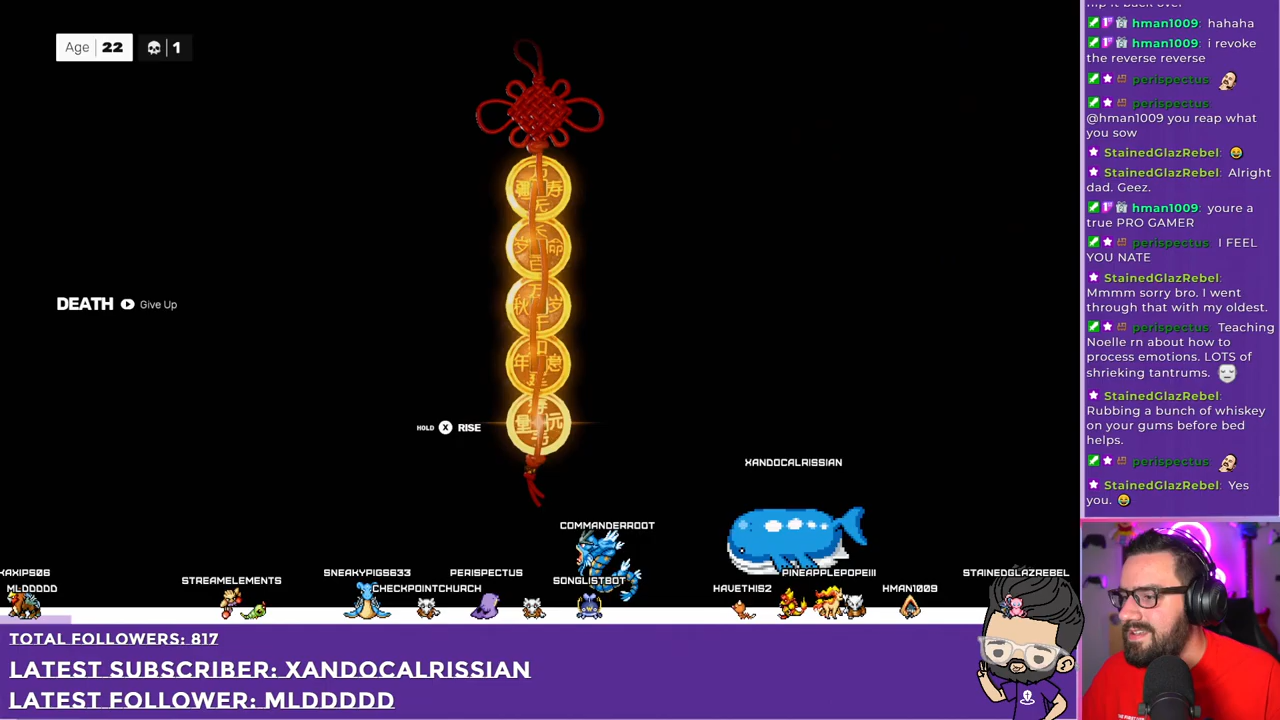 Age 22 1
DEATH Give Up
HOLD X RISE
XANDOCALRISSIAN
COMMANDERROOT
MLDDDDD
STREAMELEMENTS
SNEAKYPIGS633
CHECKPOINTCHURCH
PERISPECTUS
SONGLISTBOT
PINEAPPLEPOPEIII
HMAN1009
STAINEDGLAZREBEL
TOTAL FOLLOWERS: 817
LATEST SUBSCRIBER: XANDOCALRISSIAN
LATEST FOLLOWER: MLDDDDD
hman1009: hahaha
hman1009: i revoke
the reverse reverse
perispectus
perispectus
@hman1009 you reap what
you sow
StainedGlazRebel:
StainedGlazRebel: Alright
dad. Geez.
hman1009: youre a
true PRO GAMER
perispectus: I FEEL
YOU NATE
StainedGlazRebel:
Mmmm sorry bro. I went
through that with my oldest.
perispectus: Teaching
Noelle rn about how to
process emotions. LOTS of
shrieking tantrums.
StainedGlazRebel:
Rubbing a bunch of whiskey
on your gums before bed
helps.
perispectus
StainedGlazRebel: Yes
you.